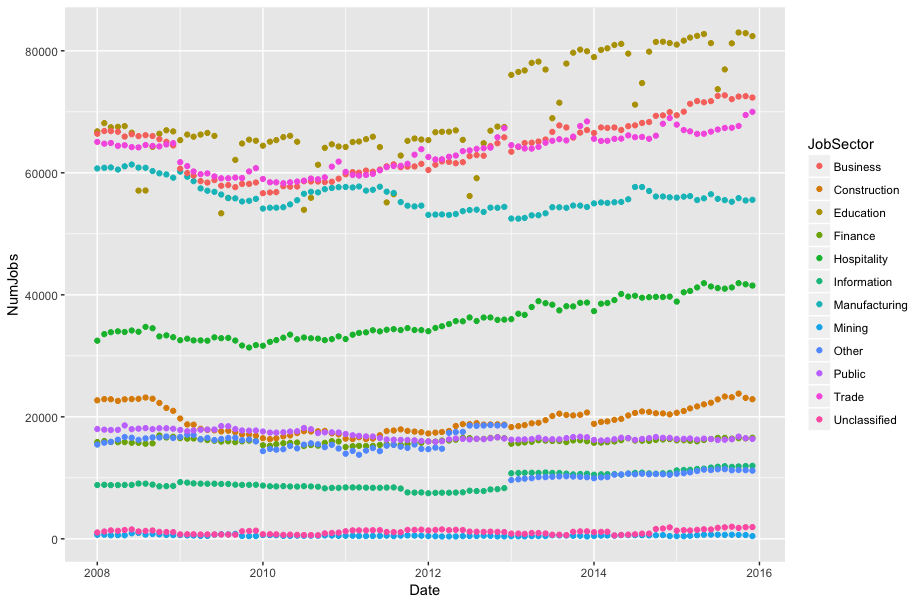 80000
60000
40000
20000
0
NumJobs
2008
2010
2012
2014
2016
Date
JobSector
Business
Construction
Education
Finance
Hospitality
Information
Manufacturing
Mining
Other
Public
Trade
Unclassified